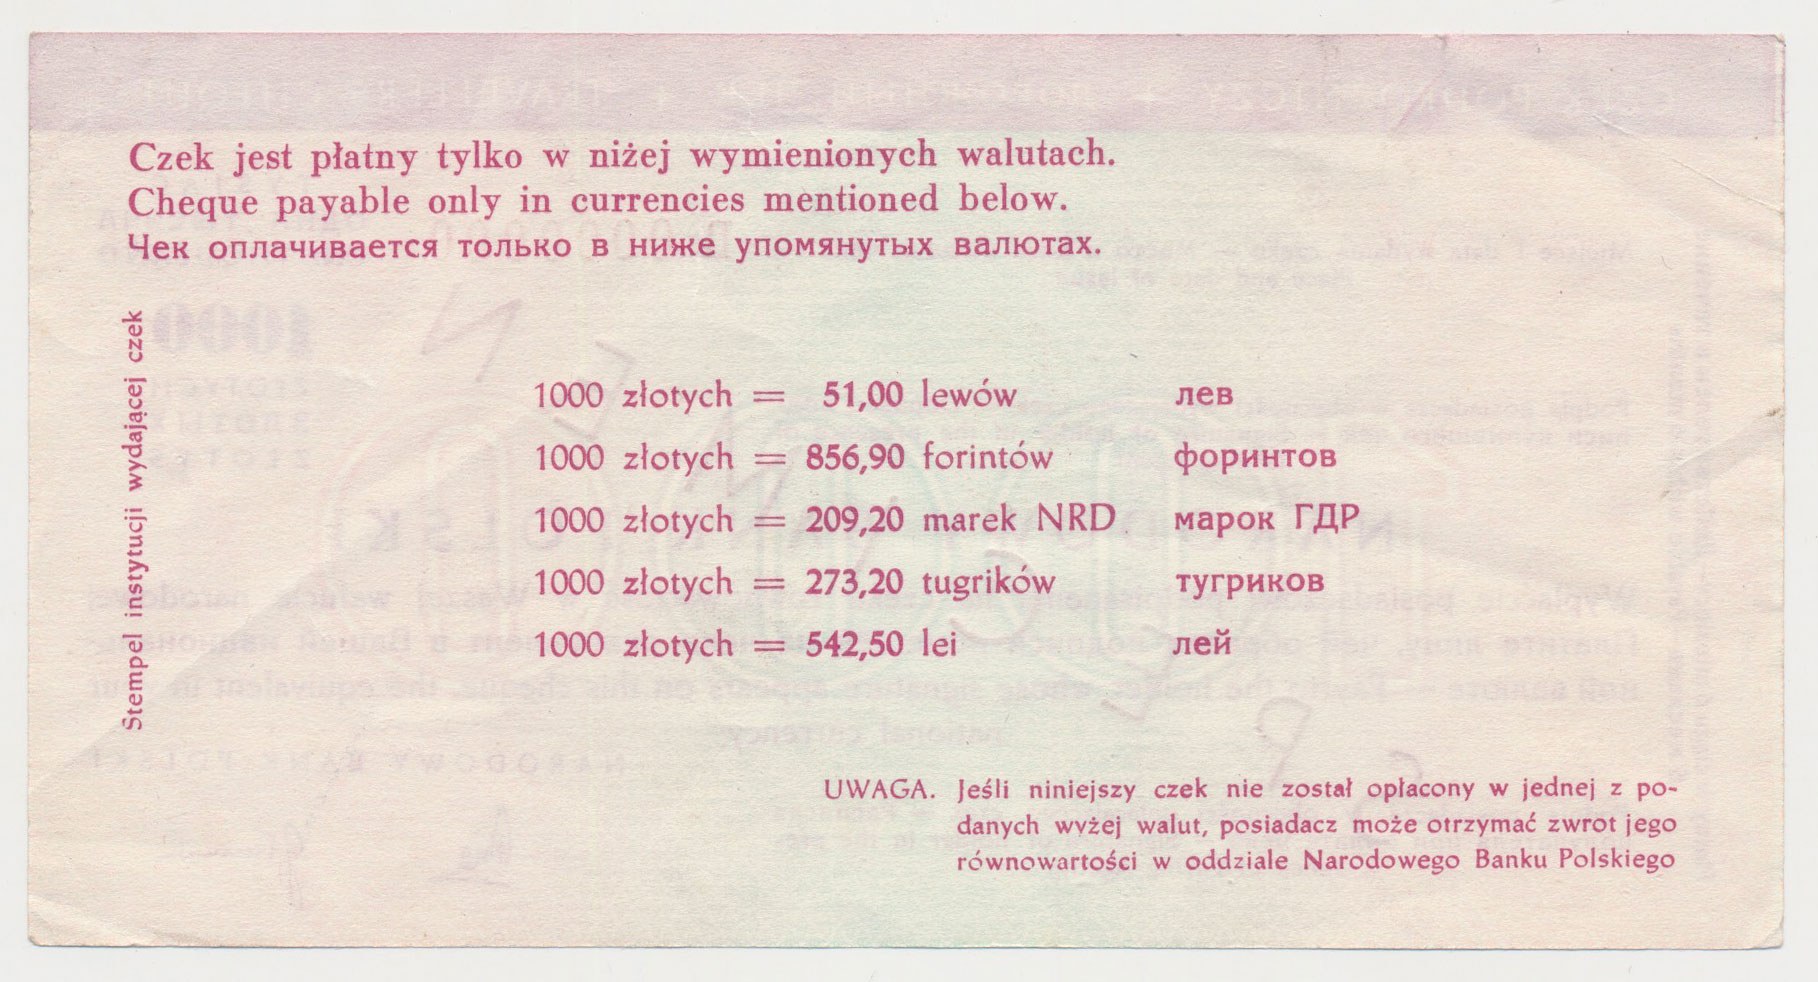 Czek jest płatny tylko w niżej wymienionych walutach.
Cheque payable only in currencies mentioned below.
Чек оплачивается только в ниже упомянутых валютах.
Stempel instytucji wydającej czek
1000 złotych = 51,00 lewów лев
1000 złotych = 856,90 forintów форинтов
1000 złotych = 209,20 marek NRD марок ГДР
1000 złotych = 273,20 tugrików тугриков
1000 złotych = 542,50 lei лей
UWAGA. Jeśli niniejszy czek nie został opłacony w jednej z po-
danych wyżej walut, posiadacz może otrzymać zwrot jego
równowartości w oddziale Narodowego Banku Polskiego